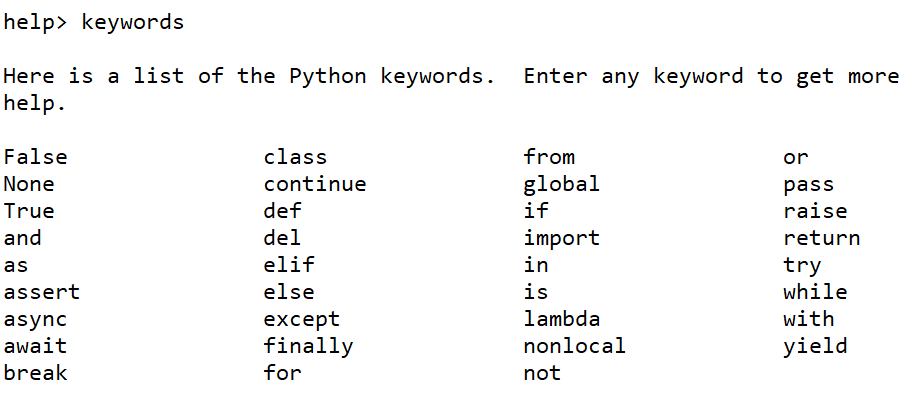 help> keywords
Here is a list of the Python keywords.  Enter any keyword to get more
help.
False               class               from                or
None                continue            global              pass
True                def                 if                  raise
and                 del                 import              return
as                  elif                in                  try
assert              else                is                  while
async               except              lambda              with
await               finally             nonlocal            yield
break               for                 not